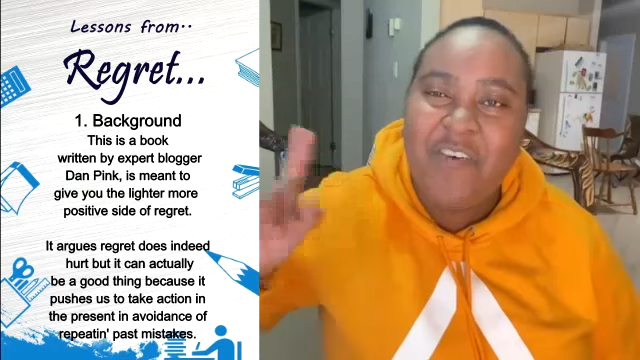 Lessons from..
Regret...
1. Background
This is a book
written by expert blogger
Dan Pink, is meant to
give you the lighter more
positive side of regret.
It argues regret does indeed
hurt but it can actually
be a good thing because it
pushes us to take action in
the present in avoidance of
repeatin' past mistakes.